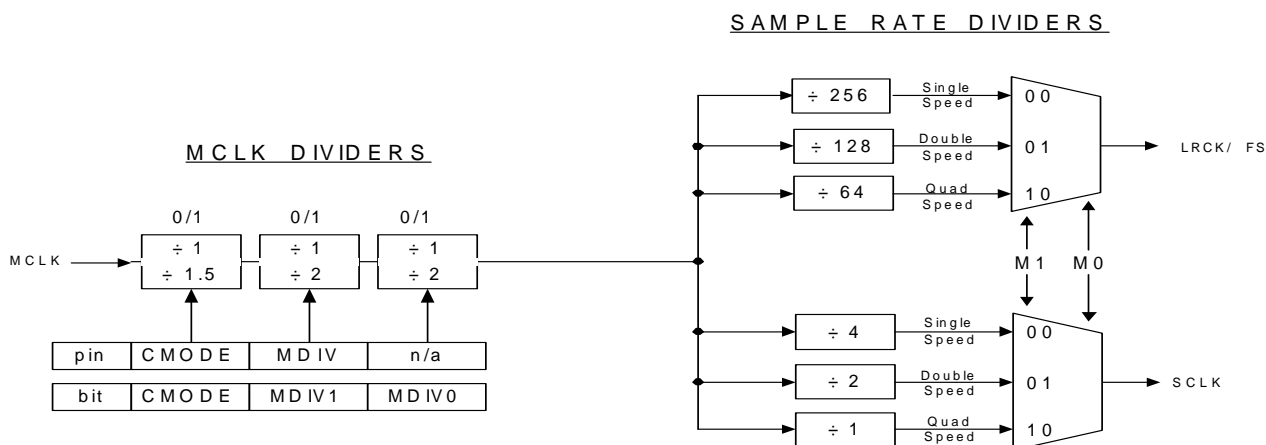 SAMPLE RATE DIVIDERS
÷ 256
Single Speed
00
÷ 128
Double Speed
01
LRCK/ FS
÷ 64
Quad Speed
10
MCLK DIVIDERS
0/1
0/1
0/1
MCLK
÷ 1
÷ 1.5
÷ 1
÷ 2
÷ 1
÷ 2
M1
M0
pin
CMODE
MDIV
n/a
bit
CMODE
MDIV1
MDIV0
÷ 4
Single Speed
00
÷ 2
Double Speed
01
SCLK
÷ 1
Quad Speed
10